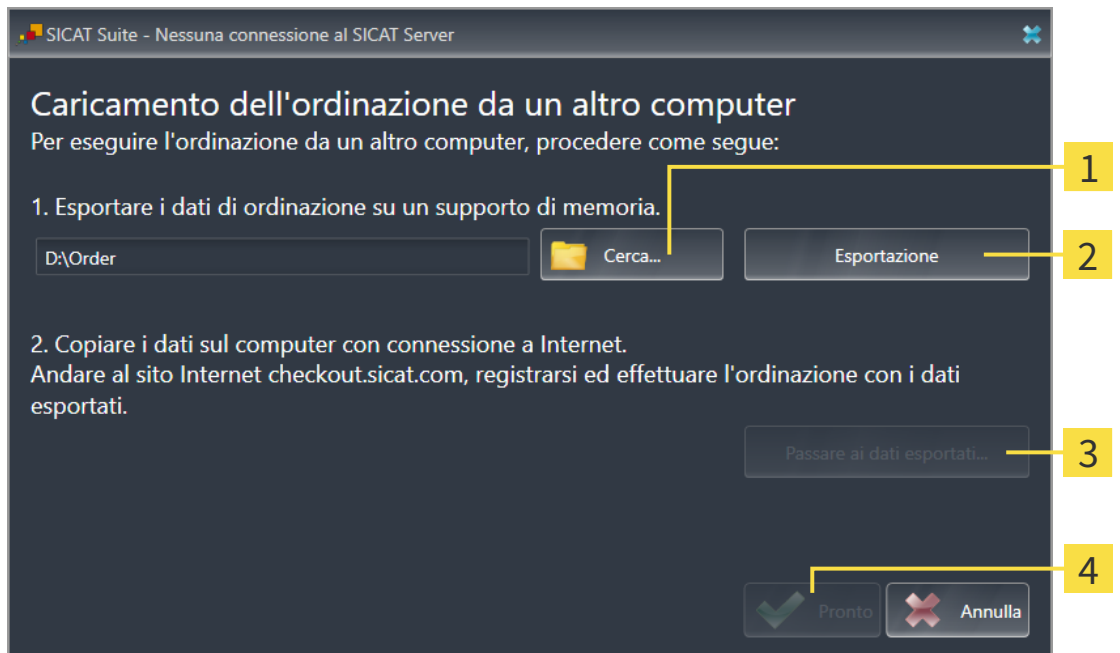 SICAT Suite - Nessuna connessione al SICAT Server
Caricamento dell'ordinazione da un altro computer
Per eseguire l'ordinazione da un altro computer, procedere come segue:
1
1. Esportare i dati di ordinazione su un supporto di memoria.
D:\Order
Cerca...
Esportazione
2
2. Copiare i dati sul computer con connessione a Internet.
Andare al sito Internet checkout.sicat.com, registrarsi ed effettuare l'ordinazione con i dati
esportati.
Passare ai dati esportati...
3
4
Pronto
Annulla